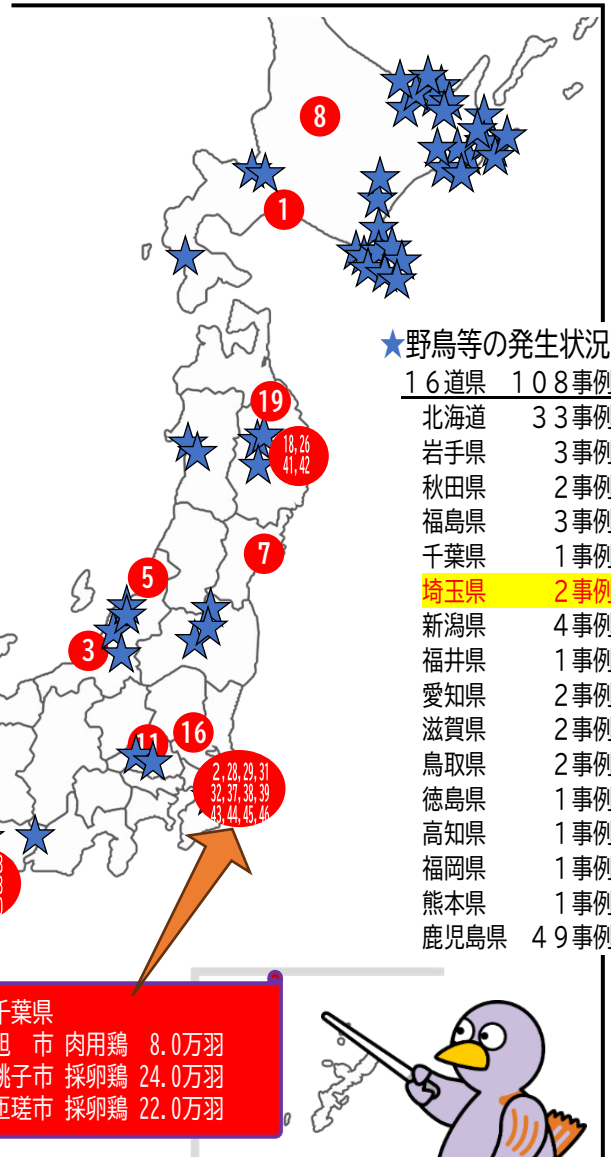 8
1
★野鳥等の発生状況
16道県 108事例
北海道 33事例
岩手県 3事例
秋田県 2事例
福島県 3事例
千葉県 1事例
埼玉県 2事例
新潟県 4事例
福井県 1事例
愛知県 2事例
滋賀県 2事例
鳥取県 2事例
徳島県 1事例
高知県 1事例
福岡県 1事例
熊本県 1事例
鹿児島県 49事例
19
18,26
41,42
7
5
3
11
16
2,28,29,31
32,37,38,39
43,44,45,46
千葉県
旭 市 肉用鶏 8.0万羽
銚子市 採卵鶏 24.0万羽
匝瑳市 採卵鶏 22.0万羽